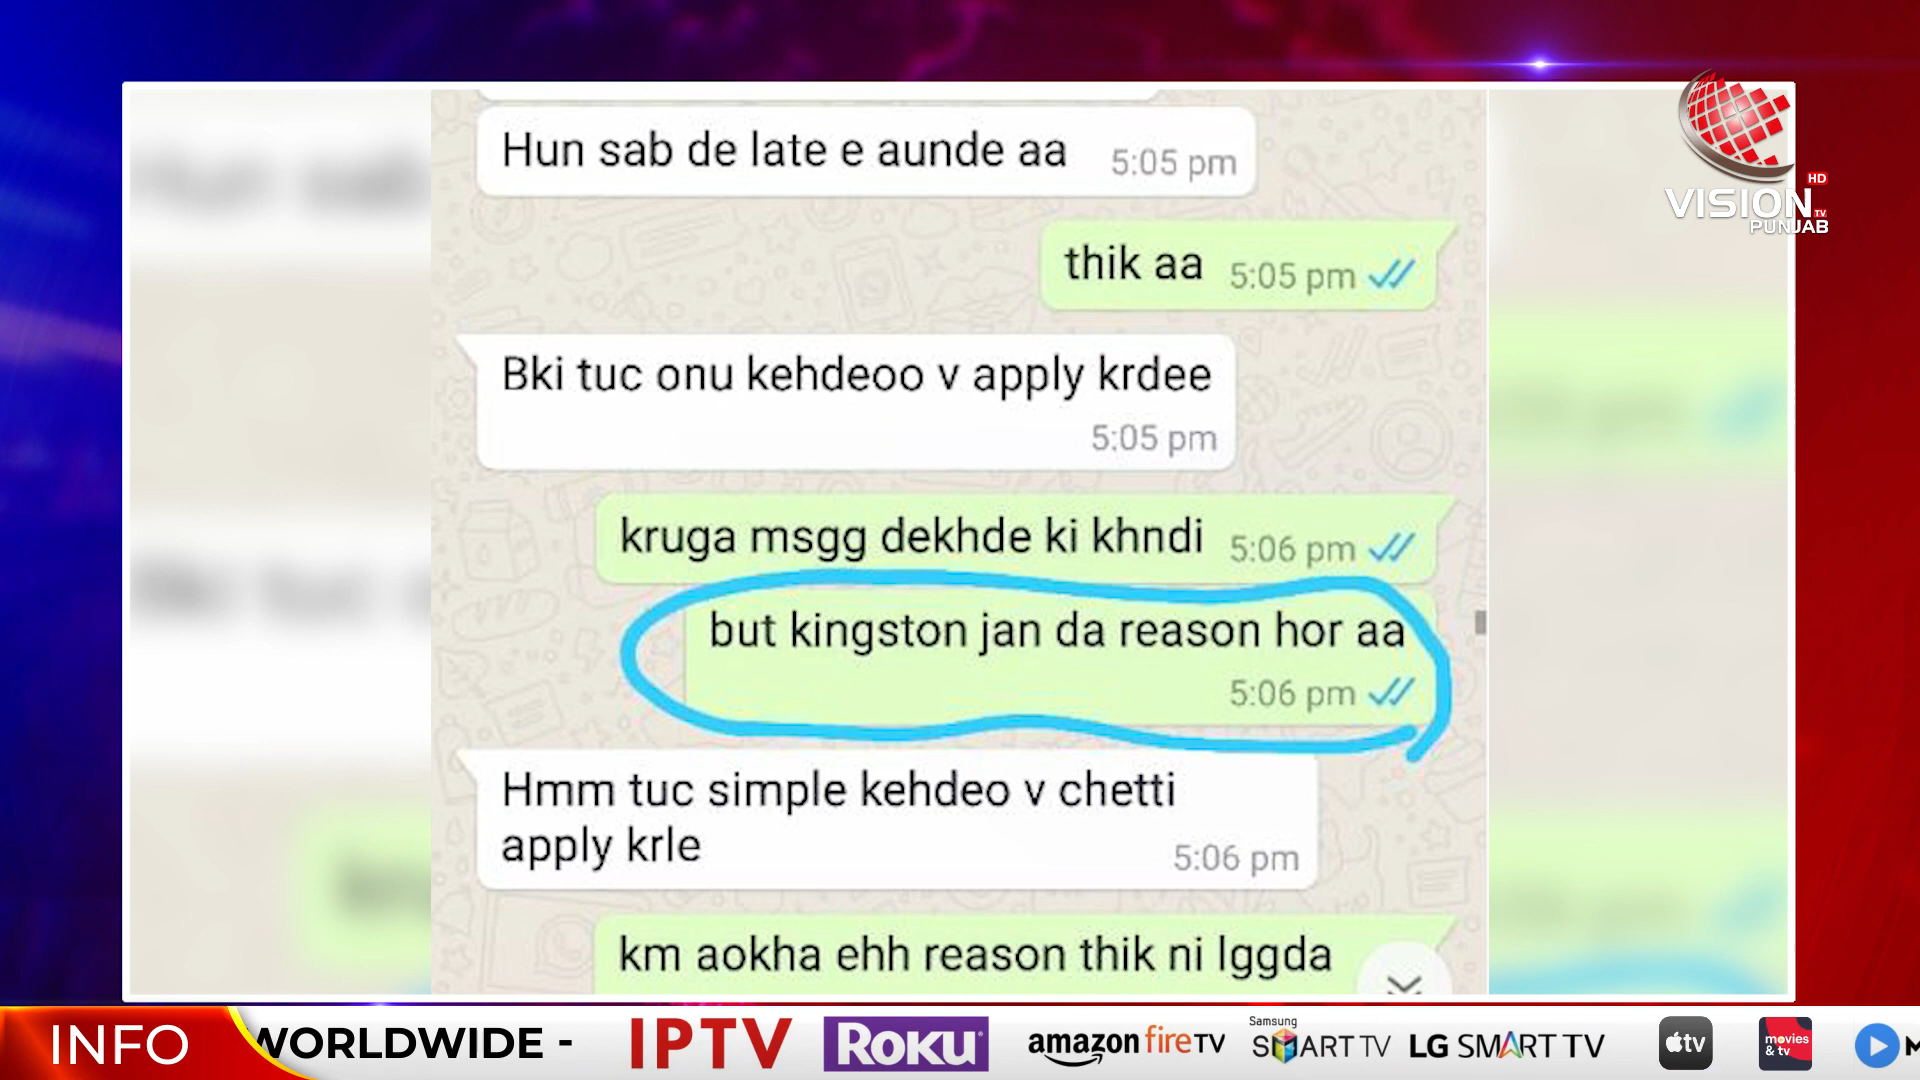 Hun sab de late e aunde aa 5:05 pm
thik aa 5:05 pm
Bki tuc onu kehdeoo v apply krdee
5:05 pm
kruga msgg dekhde ki khndi 5:06 pm
but kingston jan da reason hor aa
5:06 pm
Hmm tuc simple kehdeo v chetti
apply krle 5:06 pm
km aokha ehh reason thik ni lggda
HD
VISION TV
PUNJAB
INFO WORLDWIDE - IPTV ROKU amazon fireTV Samsung SMART TV LG SMART TV tv movies & tv